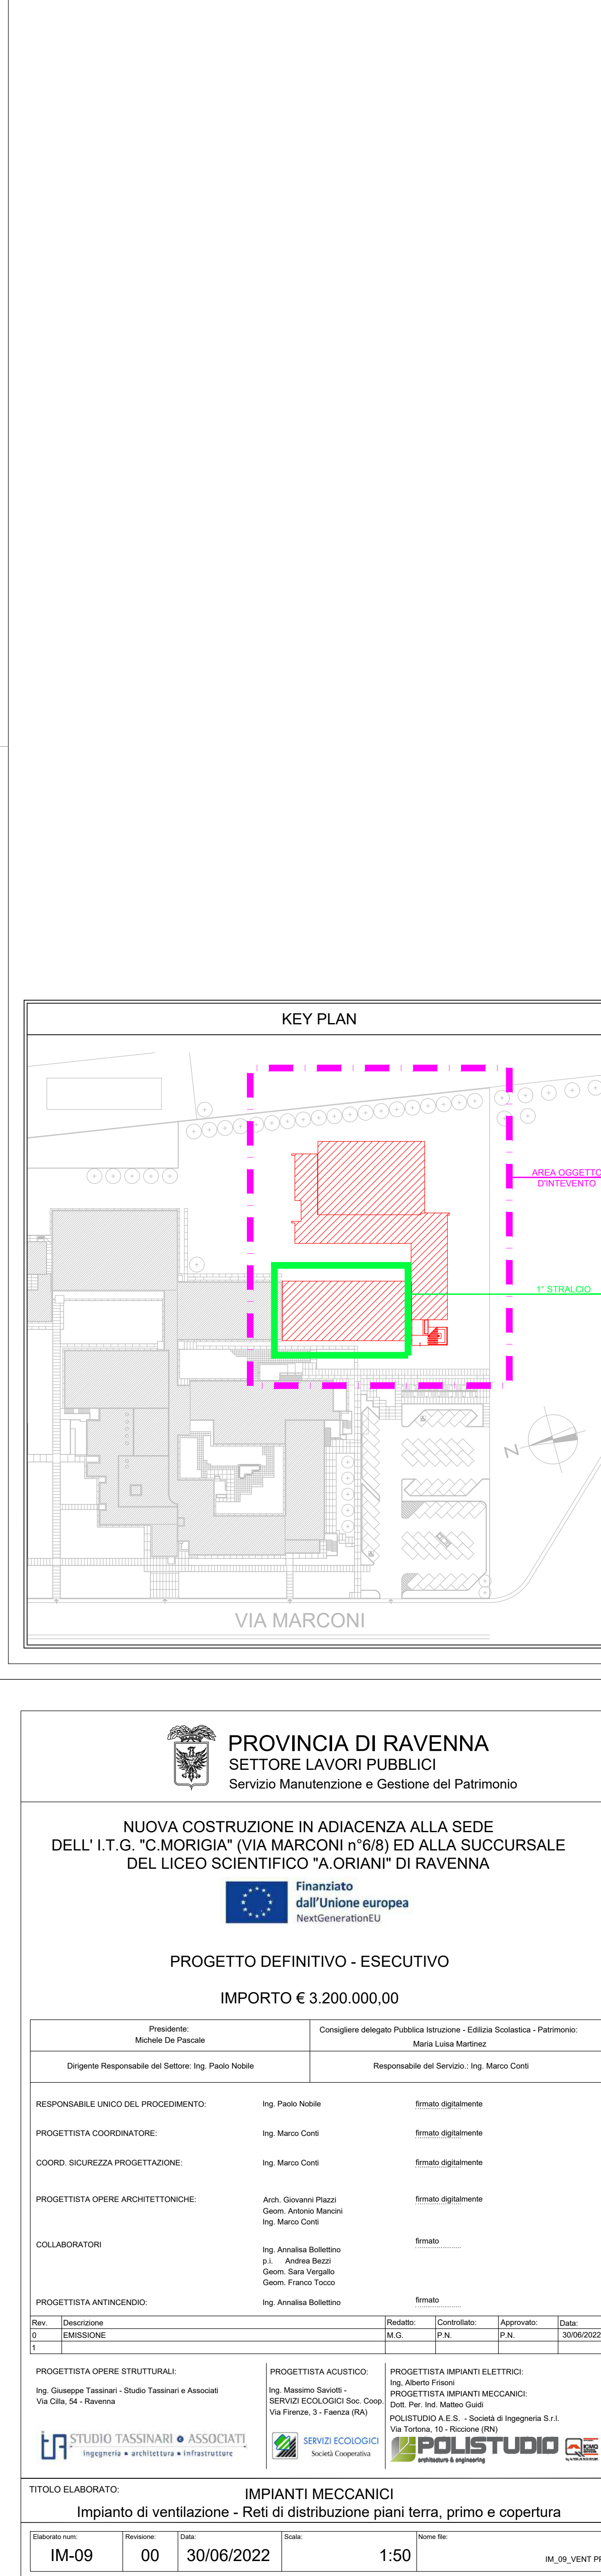 KEY PLAN
AREA OGGETTO
D'INTEVENTO
1° STRALCIO
N
VIA MARCONI
PROVINCIA DI RAVENNA
SETTORE LAVORI PUBBLICI
Servizio Manutenzione e Gestione del Patrimonio
NUOVA COSTRUZIONE IN ADIACENZA ALLA SEDE
DELL' I.T.G. "C.MORIGIA" (VIA MARCONI n°6/8) ED ALLA SUCCURSALE
DEL LICEO SCIENTIFICO "A.ORIANI" DI RAVENNA
Finanziato
dall'Unione europea
NextGenerationEU
PROGETTO DEFINITIVO - ESECUTIVO
IMPORTO € 3.200.000,00
Presidente:
Michele De Pascale
Consigliere delegato Pubblica Istruzione - Edilizia Scolastica - Patrimonio:
Maria Luisa Martinez
Dirigente Responsabile del Settore: Ing. Paolo Nobile
Responsabile del Servizio.: Ing. Marco Conti
RESPONSABILE UNICO DEL PROCEDIMENTO: Ing. Paolo Nobile firmato digitalmente
PROGETTISTA COORDINATORE: Ing. Marco Conti firmato digitalmente
COORD. SICUREZZA PROGETTAZIONE: Ing. Marco Conti firmato digitalmente
PROGETTISTA OPERE ARCHITETTONICHE: Arch. Giovanni Plazzi firmato digitalmente
Geom. Antonio Mancini
Ing. Marco Conti
COLLABORATORI firmato
Ing. Annalisa Bollettino
p.i. Andrea Bezzi
Geom. Sara Vergallo
Geom. Franco Tocco
PROGETTISTA ANTINCENDIO: Ing. Annalisa Bollettino firmato
Rev. Descrizione Redatto: Controllato: Approvato: Data:
0 EMISSIONE M.G. P.N. P.N. 30/06/2022
1
PROGETTISTA OPERE STRUTTURALI:
Ing. Giuseppe Tassinari - Studio Tassinari e Associati
Via Cilla, 54 - Ravenna
STUDIO TASSINARI e ASSOCIATI
ingegneria • architettura • infrastrutture
PROGETTISTA ACUSTICO:
Ing. Massimo Saviotti -
SERVIZI ECOLOGICI Soc. Coop.
Via Firenze, 3 - Faenza (RA)
SERVIZI ECOLOGICI
Società Cooperativa
PROGETTISTA IMPIANTI ELETTRICI:
Ing, Alberto Frisoni
PROGETTISTA IMPIANTI MECCANICI:
Dott. Per. Ind. Matteo Guidi
POLISTUDIO A.E.S. - Società di Ingegneria S.r.l.
Via Tortona, 10 - Riccione (RN)
POLISTUDIO
architecture & engineering
TITOLO ELABORATO:
IMPIANTI MECCANICI
Impianto di ventilazione - Reti di distribuzione piani terra, primo e copertura
Elaborato num: Revisione: Data: Scala: Nome file:
IM-09 00 30/06/2022 1:50 IM_09_VENT PR